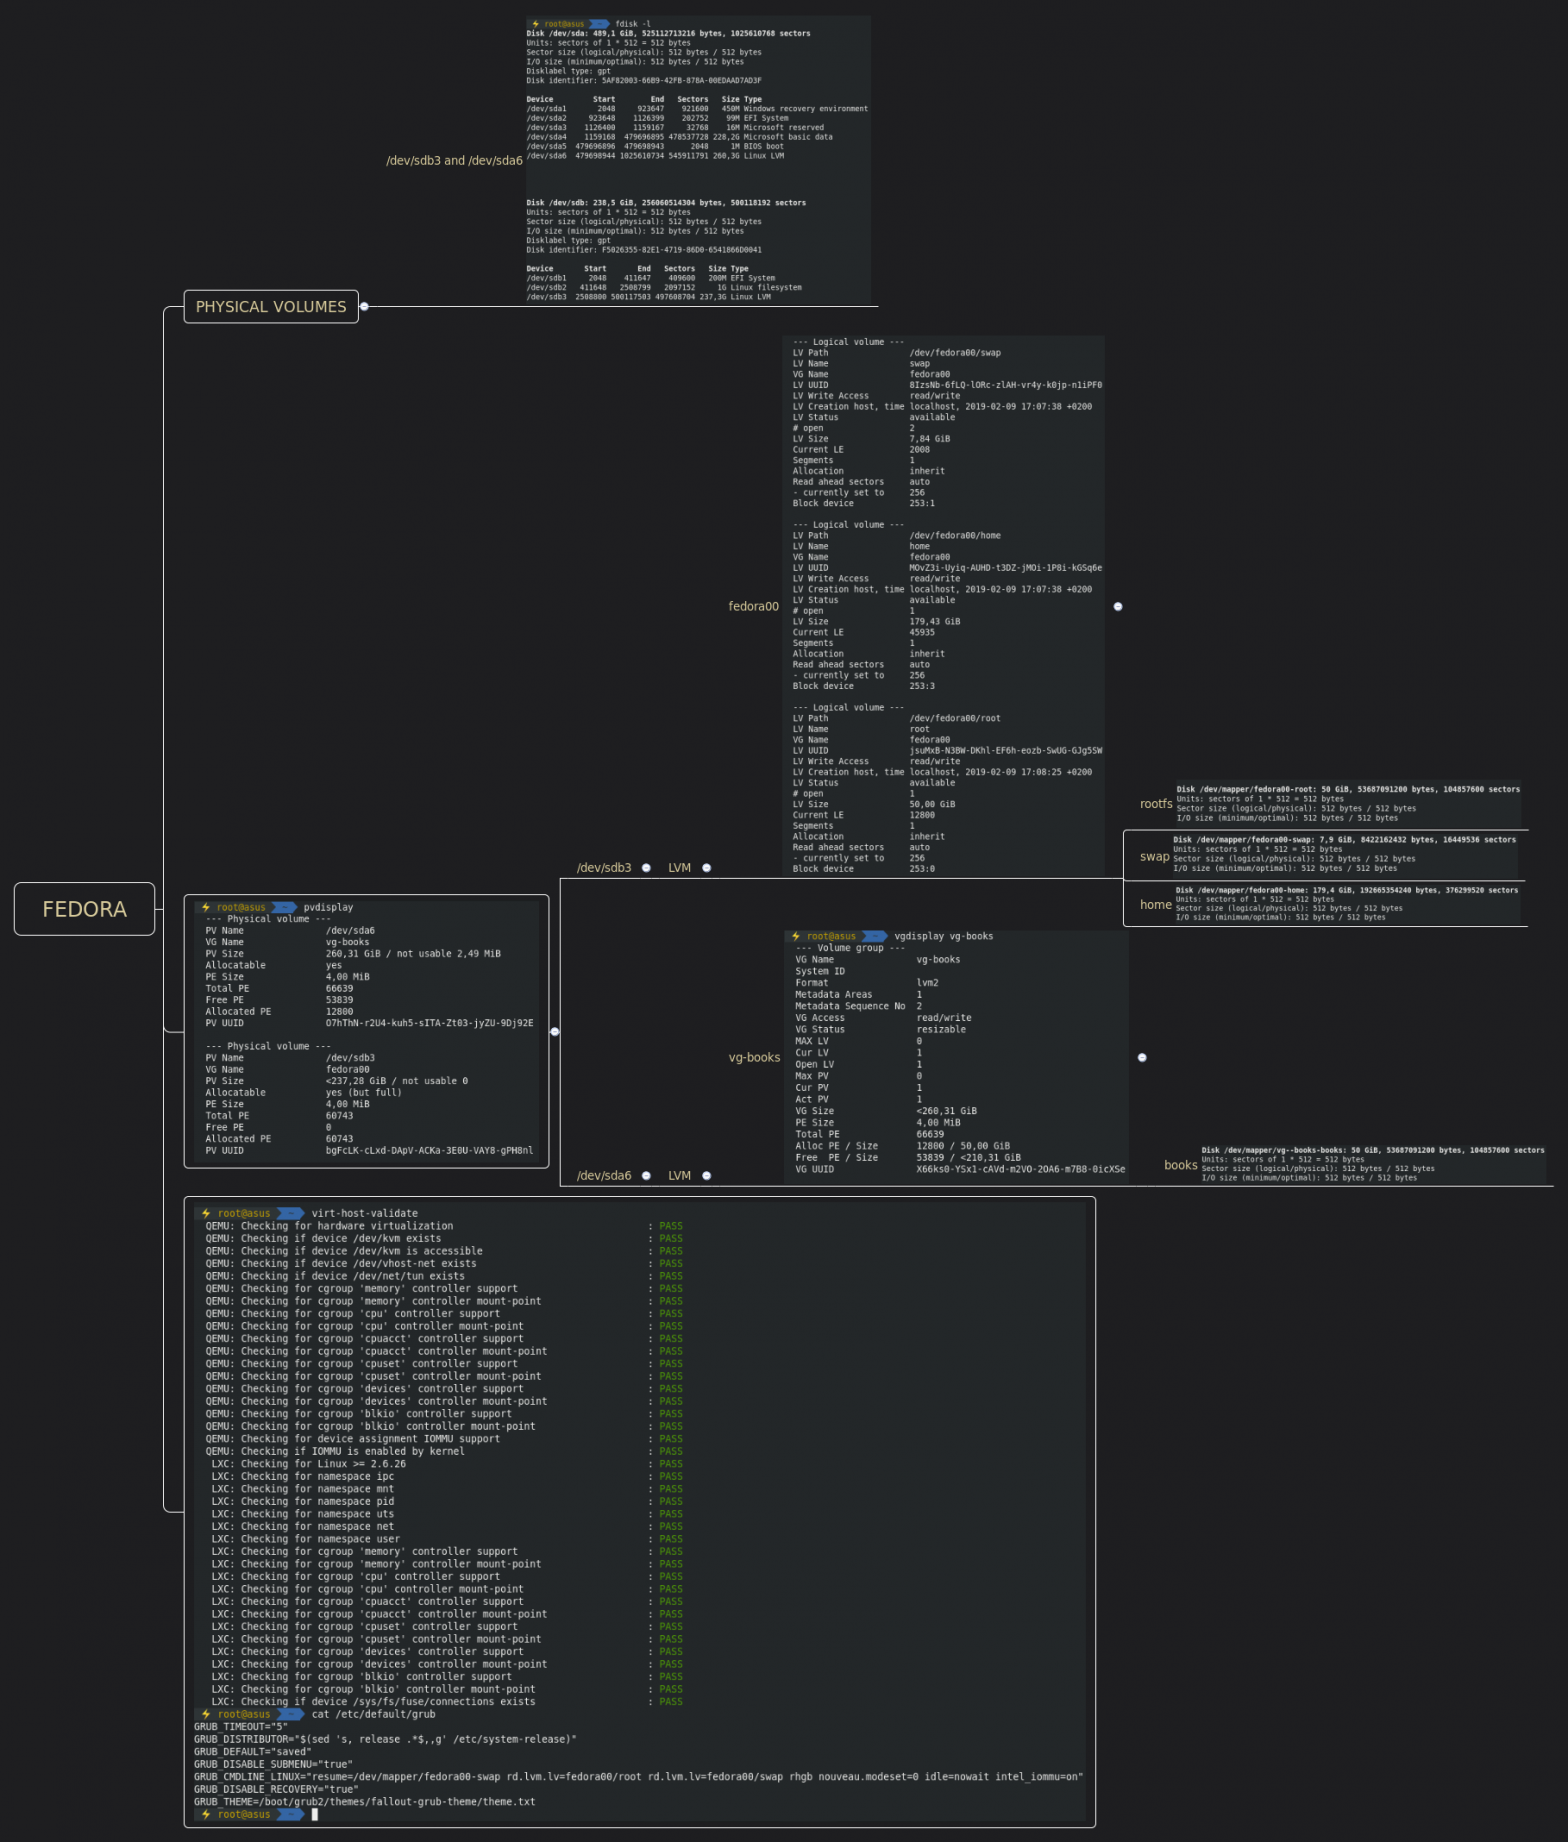 ⚡ root@asus ~ fdisk -l
Disk /dev/sda: 489,1 GiB, 525112713216 bytes, 1025610768 sectors
Units: sectors of 1 * 512 = 512 bytes
Sector size (logical/physical): 512 bytes / 512 bytes
I/O size (minimum/optimal): 512 bytes / 512 bytes
Disklabel type: gpt
Disk identifier: 5AF82003-66B9-42FB-878A-00EDAAD7AD3F
Device Start End Sectors Size Type
/dev/sda1 2048 923647 921600 450M Windows recovery environment
/dev/sda2 923648 1126399 202752 99M EFI System
/dev/sda3 1126400 1159167 32768 16M Microsoft reserved
/dev/sda4 1159168 479696895 478537728 228,2G Microsoft basic data
/dev/sda5 479696896 479698943 2048 1M BIOS boot
/dev/sda6 479698944 1025610734 545911791 260,3G Linux LVM
/dev/sdb3 and /dev/sda6
Disk /dev/sdb: 238,5 GiB, 256060514304 bytes, 500118192 sectors
Units: sectors of 1 * 512 = 512 bytes
Sector size (logical/physical): 512 bytes / 512 bytes
I/O size (minimum/optimal): 512 bytes / 512 bytes
Disklabel type: gpt
Disk identifier: F5026355-82E1-4719-86D0-6541866D0041
Device Start End Sectors Size Type
/dev/sdb1 2048 411647 409600 200M EFI System
/dev/sdb2 411648 2508799 2097152 1G Linux filesystem
/dev/sdb3 2508800 500117503 497608704 237,3G Linux LVM
PHYSICAL VOLUMES
--- Logical volume ---
LV Path /dev/fedora00/swap
LV Name swap
VG Name fedora00
LV UUID 8IzsNb-6fLQ-lORc-zlAH-vr4y-k0jp-n1iPF0
LV Write Access read/write
LV Creation host, time localhost, 2019-02-09 17:07:38 +0200
LV Status available
# open 2
LV Size 7,84 GiB
Current LE 2008
Segments 1
Allocation inherit
Read ahead sectors auto
- currently set to 256
Block device 253:1
--- Logical volume ---
LV Path /dev/fedora00/home
LV Name home
VG Name fedora00
LV UUID MOvZ3i-Uyiq-AUHD-t3DZ-jMOi-1P8i-kGSq6e
LV Write Access read/write
LV Creation host, time localhost, 2019-02-09 17:07:38 +0200
LV Status available
# open 1
LV Size 179,43 GiB
Current LE 45935
Segments 1
Allocation inherit
Read ahead sectors auto
- currently set to 256
Block device 253:3
fedora00
--- Logical volume ---
LV Path /dev/fedora00/root
LV Name root
VG Name fedora00
LV UUID jsuMxB-N3BW-DKhl-EF6h-eozb-SwUG-GJg5SW
LV Write Access read/write
LV Creation host, time localhost, 2019-02-09 17:08:25 +0200
LV Status available
# open 1
LV Size 50,00 GiB
Current LE 12800
Segments 1
Allocation inherit
Read ahead sectors auto
- currently set to 256
Block device 253:0
/dev/sdb3 LVM
rootfs
Disk /dev/mapper/fedora00-root: 50 GiB, 53687091200 bytes, 104857600 sectors
Units: sectors of 1 * 512 = 512 bytes
Sector size (logical/physical): 512 bytes / 512 bytes
I/O size (minimum/optimal): 512 bytes / 512 bytes
swap
Disk /dev/mapper/fedora00-swap: 7,9 GiB, 8422162432 bytes, 16449536 sectors
Units: sectors of 1 * 512 = 512 bytes
Sector size (logical/physical): 512 bytes / 512 bytes
I/O size (minimum/optimal): 512 bytes / 512 bytes
home
Disk /dev/mapper/fedora00-home: 179,4 GiB, 192665354240 bytes, 376299520 sectors
Units: sectors of 1 * 512 = 512 bytes
Sector size (logical/physical): 512 bytes / 512 bytes
I/O size (minimum/optimal): 512 bytes / 512 bytes
FEDORA
⚡ root@asus ~ pvdisplay
--- Physical volume ---
PV Name /dev/sda6
VG Name vg-books
PV Size 260,31 GiB / not usable 2,49 MiB
Allocatable yes
PE Size 4,00 MiB
Total PE 66639
Free PE 53839
Allocated PE 12800
PV UUID O7hThN-r2U4-kuh5-sITA-Zt03-jyZU-9Dj92E
--- Physical volume ---
PV Name /dev/sdb3
VG Name fedora00
PV Size <237,28 GiB / not usable 0
Allocatable yes (but full)
PE Size 4,00 MiB
Total PE 60743
Free PE 0
Allocated PE 60743
PV UUID bgFcLK-cLxd-DApV-ACKa-3E0U-VAY8-gPH8nl
⚡ root@asus ~ vgdisplay vg-books
--- Volume group ---
VG Name vg-books
System ID
Format lvm2
Metadata Areas 1
Metadata Sequence No 2
VG Access read/write
VG Status resizable
MAX LV 0
Cur LV 1
Open LV 1
Max PV 0
Cur PV 1
Act PV 1
VG Size <260,31 GiB
PE Size 4,00 MiB
Total PE 66639
Alloc PE / Size 12800 / 50,00 GiB
Free PE / Size 53839 / <210,31 GiB
VG UUID X66ks0-YSx1-cAVd-m2VO-2OA6-m7B8-0icXSe
vg-books
/dev/sda6 LVM
books
Disk /dev/mapper/vg--books-books: 50 GiB, 53687091200 bytes, 104857600 sectors
Units: sectors of 1 * 512 = 512 bytes
Sector size (logical/physical): 512 bytes / 512 bytes
I/O size (minimum/optimal): 512 bytes / 512 bytes
⚡ root@asus ~ virt-host-validate
QEMU: Checking for hardware virtualization : PASS
QEMU: Checking if device /dev/kvm exists : PASS
QEMU: Checking if device /dev/kvm is accessible : PASS
QEMU: Checking if device /dev/vhost-net exists : PASS
QEMU: Checking if device /dev/net/tun exists : PASS
QEMU: Checking for cgroup 'memory' controller support : PASS
QEMU: Checking for cgroup 'memory' controller mount-point : PASS
QEMU: Checking for cgroup 'cpu' controller support : PASS
QEMU: Checking for cgroup 'cpu' controller mount-point : PASS
QEMU: Checking for cgroup 'cpuacct' controller support : PASS
QEMU: Checking for cgroup 'cpuacct' controller mount-point : PASS
QEMU: Checking for cgroup 'cpuset' controller support : PASS
QEMU: Checking for cgroup 'cpuset' controller mount-point : PASS
QEMU: Checking for cgroup 'devices' controller support : PASS
QEMU: Checking for cgroup 'devices' controller mount-point : PASS
QEMU: Checking for cgroup 'blkio' controller support : PASS
QEMU: Checking for cgroup 'blkio' controller mount-point : PASS
QEMU: Checking for device assignment IOMMU support : PASS
QEMU: Checking if IOMMU is enabled by kernel : PASS
LXC: Checking for Linux >= 2.6.26 : PASS
LXC: Checking for namespace ipc : PASS
LXC: Checking for namespace mnt : PASS
LXC: Checking for namespace pid : PASS
LXC: Checking for namespace uts : PASS
LXC: Checking for namespace net : PASS
LXC: Checking for namespace user : PASS
LXC: Checking for cgroup 'memory' controller support : PASS
LXC: Checking for cgroup 'memory' controller mount-point : PASS
LXC: Checking for cgroup 'cpu' controller support : PASS
LXC: Checking for cgroup 'cpu' controller mount-point : PASS
LXC: Checking for cgroup 'cpuacct' controller support : PASS
LXC: Checking for cgroup 'cpuacct' controller mount-point : PASS
LXC: Checking for cgroup 'cpuset' controller support : PASS
LXC: Checking for cgroup 'cpuset' controller mount-point : PASS
LXC: Checking for cgroup 'devices' controller support : PASS
LXC: Checking for cgroup 'devices' controller mount-point : PASS
LXC: Checking for cgroup 'blkio' controller support : PASS
LXC: Checking for cgroup 'blkio' controller mount-point : PASS
LXC: Checking if device /sys/fs/fuse/connections exists : PASS
⚡ root@asus ~ cat /etc/default/grub
GRUB_TIMEOUT="5"
GRUB_DISTRIBUTOR="$(sed 's, release .*$,,g' /etc/system-release)"
GRUB_DEFAULT="saved"
GRUB_DISABLE_SUBMENU="true"
GRUB_CMDLINE_LINUX="resume=/dev/mapper/fedora00-swap rd.lvm.lv=fedora00/root rd.lvm.lv=fedora00/swap rhgb nouveau.modeset=0 idle=nowait intel_iommu=on"
GRUB_DISABLE_RECOVERY="true"
GRUB_THEME=/boot/grub2/themes/fallout-grub-theme/theme.txt
⚡ root@asus ~